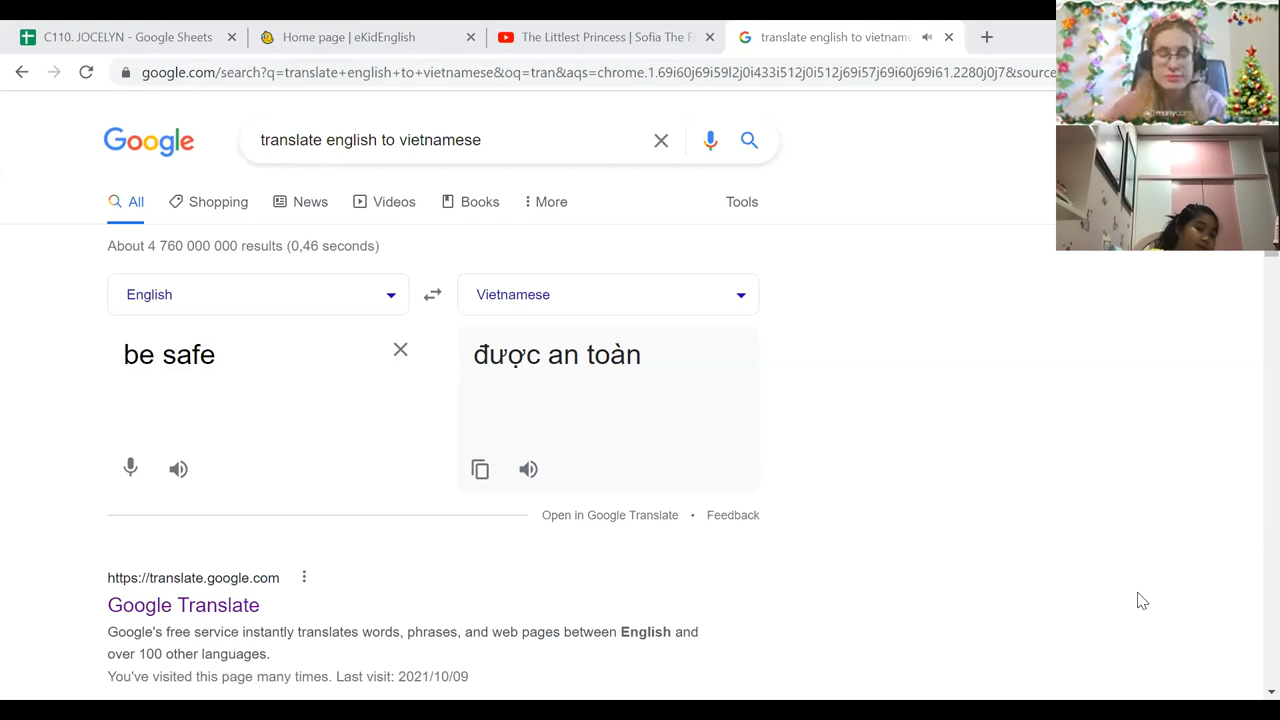 C110. JOCELYN - Google Sheets
Home page | eKidEnglish
The Littlest Princess | Sofia The Fi
translate english to vietname
google.com/search?q=translate+english+to+vietnamese&oq=tran&aqs=chrome.1.69i60j69i59l2j0i433i512j0i512j69i57j69i60j69i61.2280j0j7&source
Google
translate english to vietnamese
All
Shopping
News
Videos
Books
More
Tools
About 4 760 000 000 results (0,46 seconds)
English
Vietnamese
be safe
được an toàn
Open in Google Translate • Feedback
https://translate.google.com
Google Translate
Google's free service instantly translates words, phrases, and web pages between English and
over 100 other languages.
You've visited this page many times. Last visit: 2021/10/09